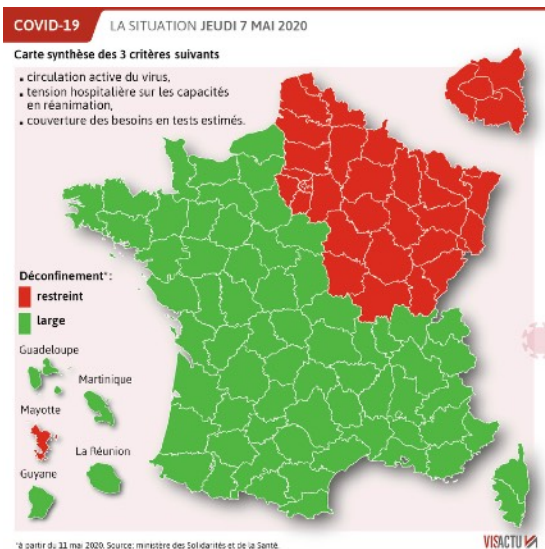 COVID-19 LA SITUATION JEUDI 7 MAI 2020
Carte synthèse des 3 critères suivants
• circulation active du virus,
• tension hospitalière sur les capacités
en réanimation,
• couverture des besoins en tests estimés.
Déconfinement*:
restreint
large
Guadeloupe
Martinique
Mayotte
La Réunion
Guyane
*à partir du 11 mai 2020. Source: ministère des Solidarités et de la Santé.
VISACTU